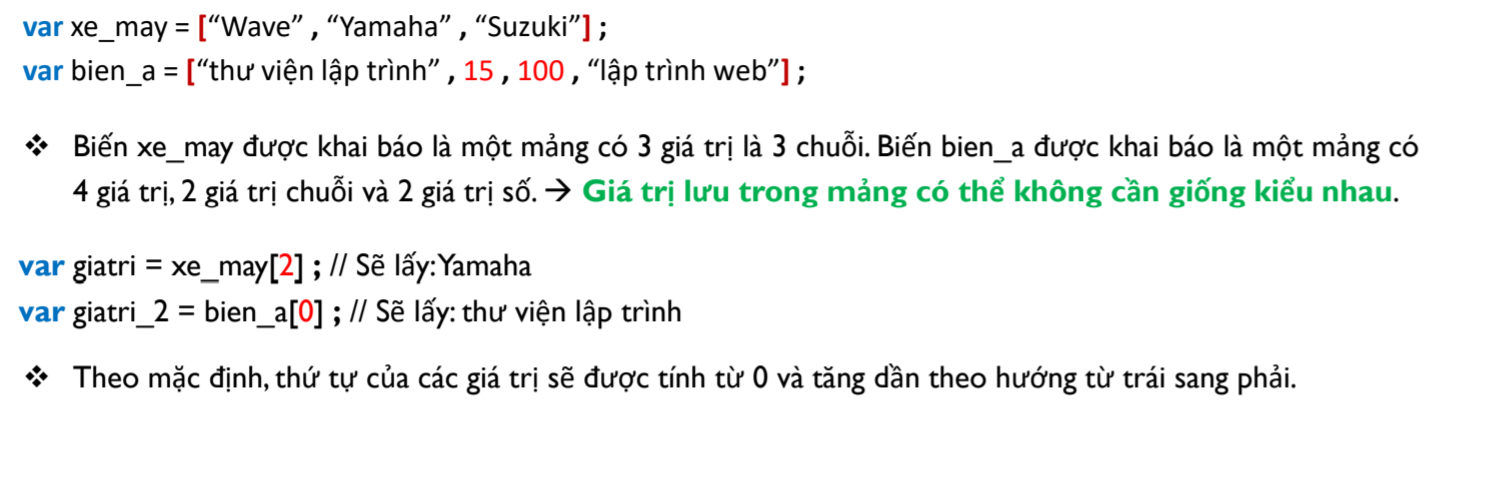 var xe_may = [“Wave” , “Yamaha” , “Suzuki”] ;
var bien_a = [“thư viện lập trình” , 15 , 100 , “lập trình web”] ;
❖ Biến xe_may được khai báo là một mảng có 3 giá trị là 3 chuỗi. Biến bien_a được khai báo là một mảng có
4 giá trị, 2 giá trị chuỗi và 2 giá trị số. → Giá trị lưu trong mảng có thể không cần giống kiểu nhau.
var giatri = xe_may[2] ; // Sẽ lấy:Yamaha
var giatri_2 = bien_a[0] ; // Sẽ lấy: thư viện lập trình
❖ Theo mặc định, thứ tự của các giá trị sẽ được tính từ 0 và tăng dần theo hướng từ trái sang phải.